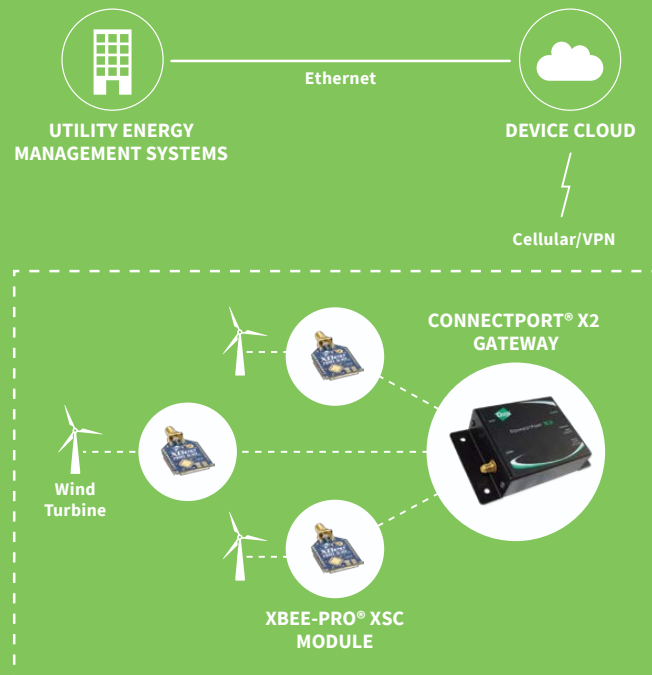 Ethernet
UTILITY ENERGY
MANAGEMENT SYSTEMS
DEVICE CLOUD
Cellular/VPN
CONNECTPORT® X2
GATEWAY
Wind
Turbine
XBEE-PRO® XSC
MODULE